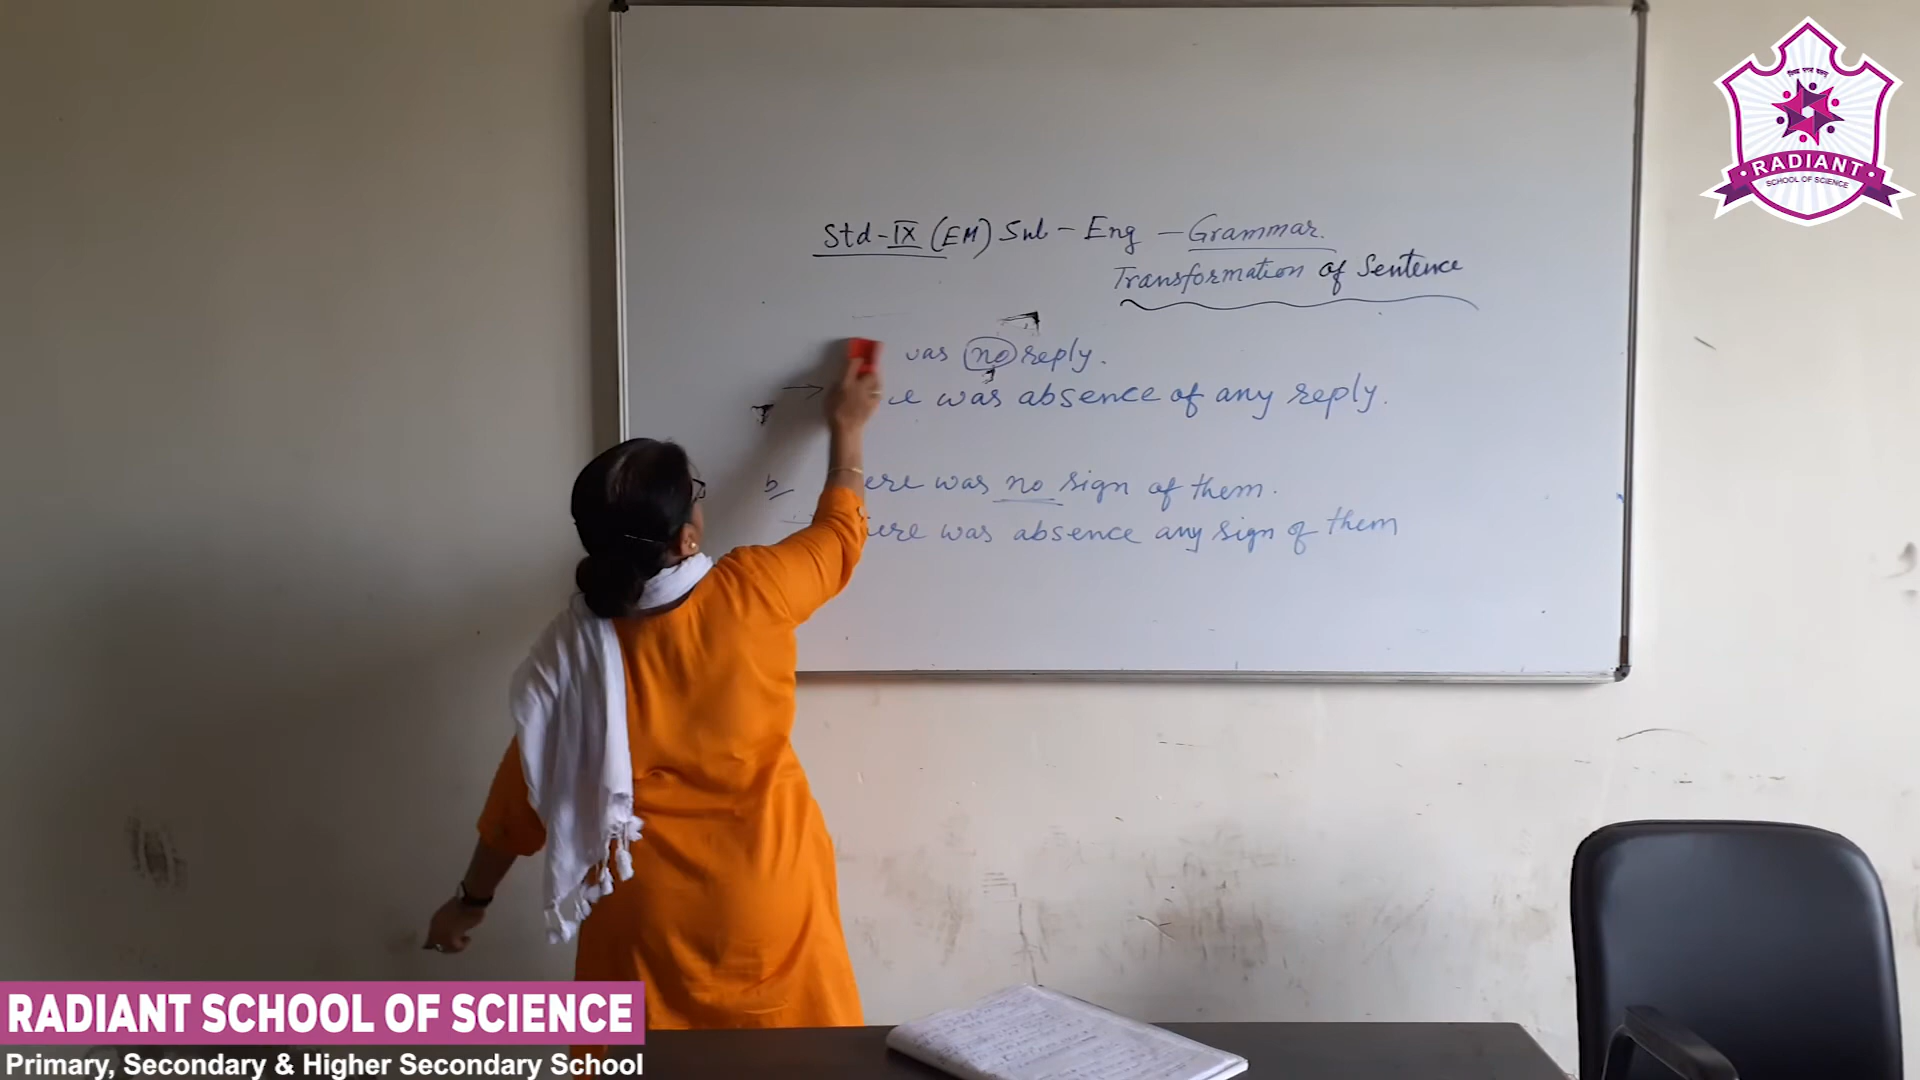 Std-IX (EM) Sub - Eng - Grammar.
Transformation of Sentence
was no reply.
was absence of any reply.
b ere was no sign of them.
ere was absence any sign of them
RADIANT
SCHOOL OF SCIENCE
RADIANT SCHOOL OF SCIENCE
Primary, Secondary & Higher Secondary School